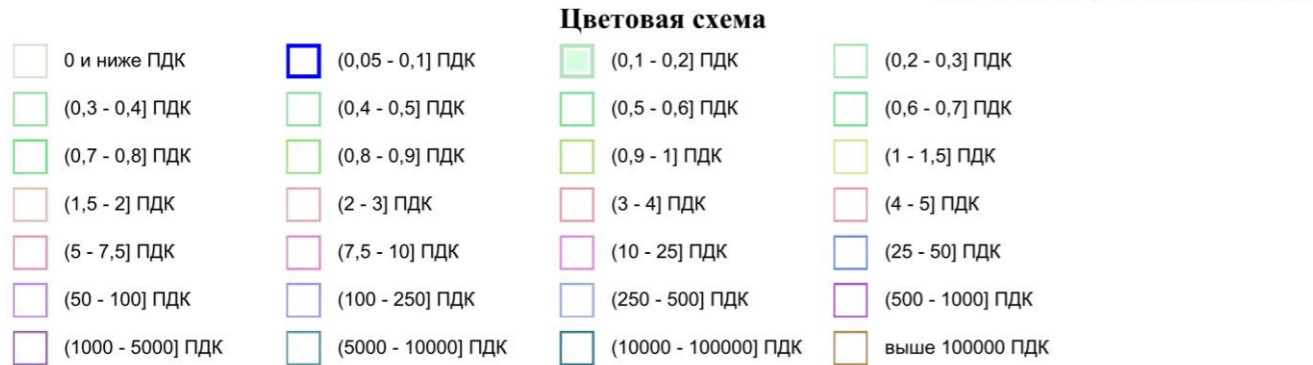 Цветовая схема
0 и ниже ПДК (0,05 - 0,1] ПДК (0,1 - 0,2] ПДК (0,2 - 0,3] ПДК
(0,3 - 0,4] ПДК (0,4 - 0,5] ПДК (0,5 - 0,6] ПДК (0,6 - 0,7] ПДК
(0,7 - 0,8] ПДК (0,8 - 0,9] ПДК (0,9 - 1] ПДК (1 - 1,5] ПДК
(1,5 - 2] ПДК (2 - 3] ПДК (3 - 4] ПДК (4 - 5] ПДК
(5 - 7,5] ПДК (7,5 - 10] ПДК (10 - 25] ПДК (25 - 50] ПДК
(50 - 100] ПДК (100 - 250] ПДК (250 - 500] ПДК (500 - 1000] ПДК
(1000 - 5000] ПДК (5000 - 10000] ПДК (10000 - 100000] ПДК выше 100000 ПДК